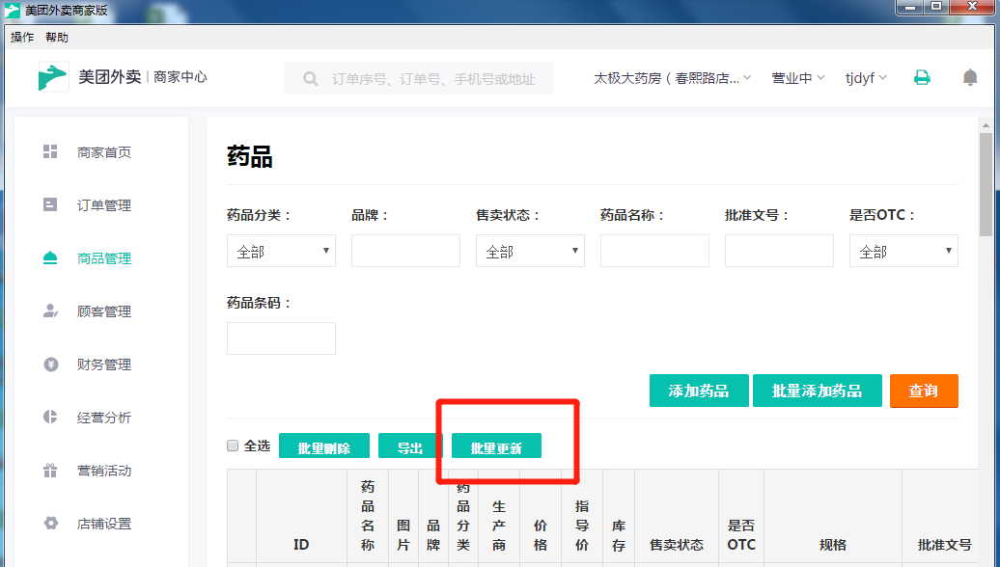 美团外卖商家版
操作 帮助
美团外卖 | 商家中心
订单序号、订单号、手机号或地址
太极大药房（春熙路店...
营业中
tjdyf
商家首页
订单管理
商品管理
顾客管理
财务管理
经营分析
营销活动
店铺设置
药品
药品分类： 品牌： 售卖状态： 药品名称： 批准文号： 是否OTC：
全部 全部 全部
药品条码：
添加药品 批量添加药品 查询
全选 批量删除 导出 批量更新
ID 药品名称 图片 品牌 药品分类 生产商 价格 指导价 库存 售卖状态 是否OTC 规格 批准文号